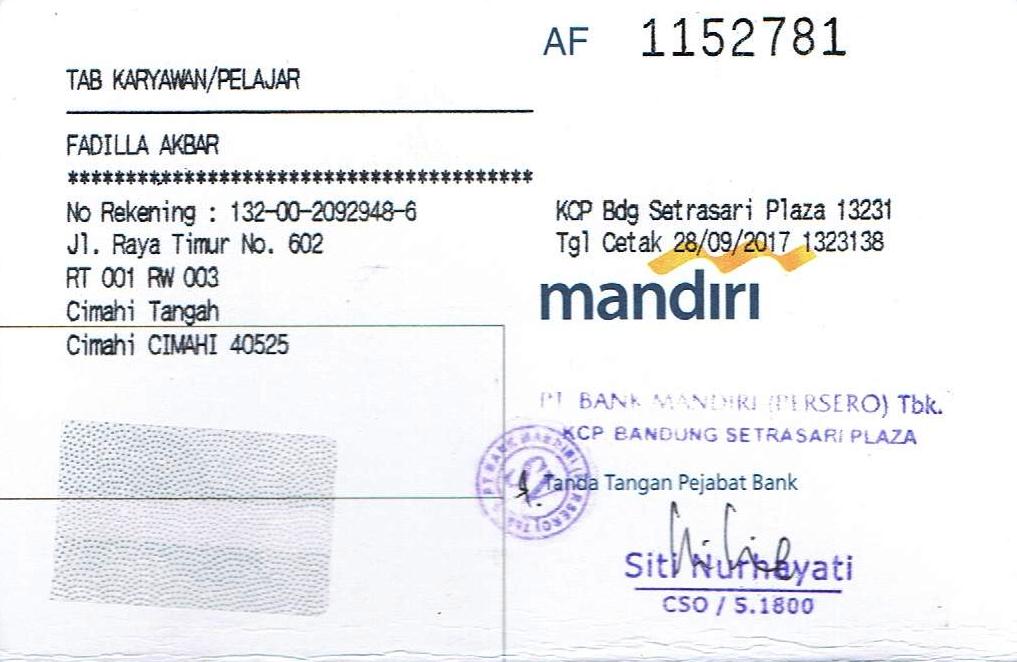 AF 1152781
TAB KARYAWAN/PELAJAR
FADILLA AKBAR
****************************************
No Rekening : 132-00-2092948-6
Jl. Raya Timur No. 602
RT 001 RW 003
Cimahi Tangah
Cimahi CIMAHI 40525
KCP Bdg Setrasari Plaza 13231
Tgl Cetak 28/09/2017 1323138
mandırı
PT BANK MANDIRI (PERSERO) Tbk.
KCP BANDUNG SETRASARI PLAZA
PT BANK MANDIRI (PERSERO) Tbk
Tanda Tangan Pejabat Bank
Siti Nurhayati
CSO / S.1800